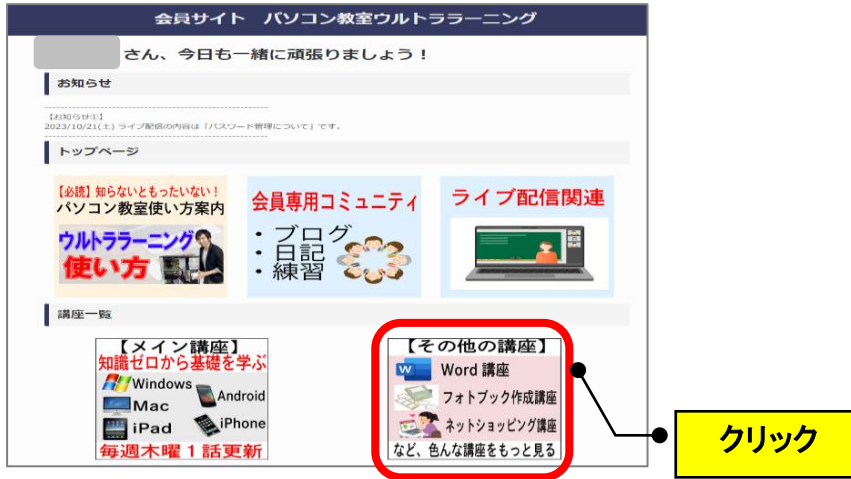 会員サイト パソコン教室ウルトララーニング
さん、今日も一緒に頑張りましょう！
お知らせ
【お知らせ①】
2023/10/21(土) ライブ配信の内容は「パスワード管理について」です。
トップページ
【必読】知らないともったいない！
パソコン教室使い方案内
ウルトララーニング
使い方
会員専用コミュニティ
・ブログ
・日記
・練習
ライブ配信関連
講座一覧
【メイン講座】
知識ゼロから基礎を学ぶ
Windows
Android
Mac
iPad
iPhone
毎週木曜１話更新
【その他の講座】
W Word 講座
フォトブック作成講座
ネットショッピング講座
など、色んな講座をもっと見る
クリック